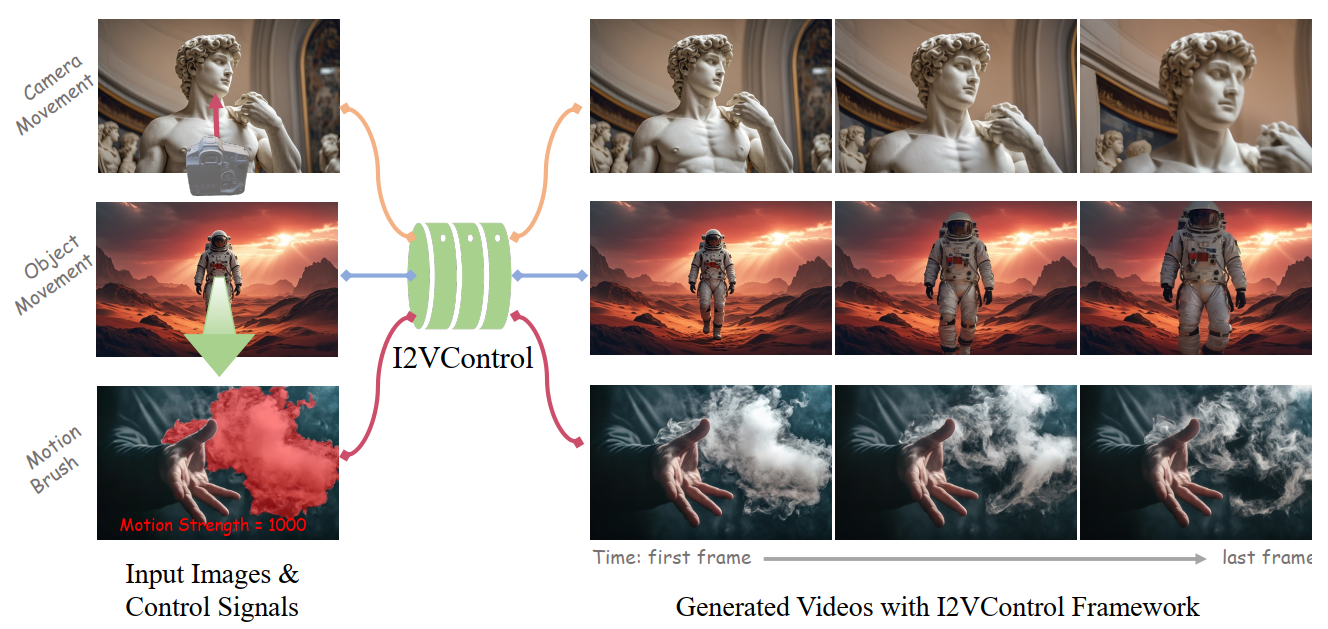 Camera
Movement
Object
Movement
Motion
Brush
I2VControl
Motion Strength = 1000
Time: first frame
last frame
Input Images &
Control Signals
Generated Videos with I2VControl Framework